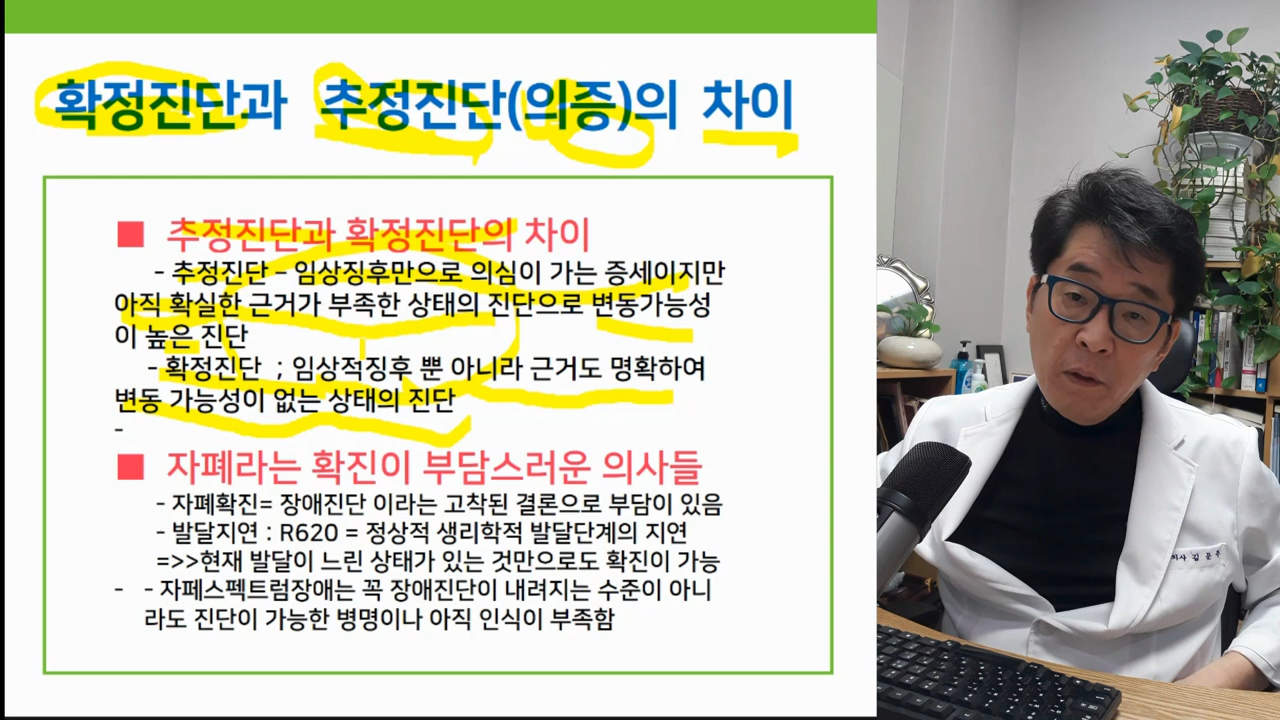 확정진단과 추정진단(의증)의 차이
■ 추정진단과 확정진단의 차이
- 추정진단 – 임상징후만으로 의심이 가는 증세이지만
아직 확실한 근거가 부족한 상태의 진단으로 변동가능성
이 높은 진단
- 확정진단 ; 임상적징후 뿐 아니라 근거도 명확하여
변동 가능성이 없는 상태의 진단
-
■ 자폐라는 확진이 부담스러운 의사들
- 자폐확진= 장애진단 이라는 고착된 결론으로 부담이 있음
- 발달지연 : R620 = 정상적 생리학적 발달단계의 지연
=>>현재 발달이 느린 상태가 있는 것만으로도 확진이 가능
- - 자페스펙트럼장애는 꼭 장애진단이 내려지는 수준이 아니
라도 진단이 가능한 병명이나 아직 인식이 부족함